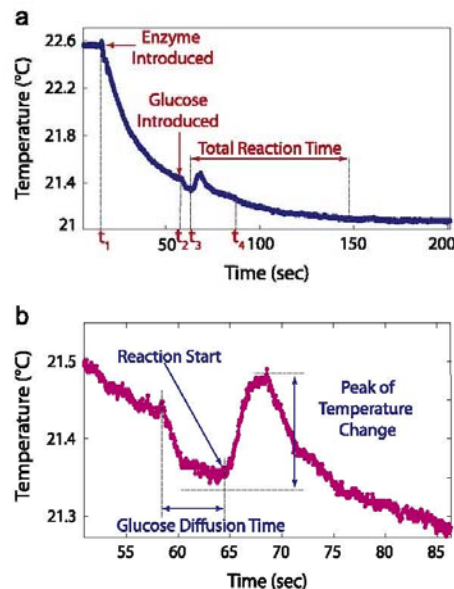 a
22.6
Enzyme
Introduced
22.2
Glucose
Introduced
21.8
Total Reaction Time
21.4
21
Temperature (°C)
50
100
150
200
t1
t2
t3
t4
Time (sec)
b
21.5
Reaction Start
Peak of
Temperature
Change
21.4
Temperature (°C)
21.3
Glucose Diffusion Time
55
60
65
70
75
80
85
Time (sec)